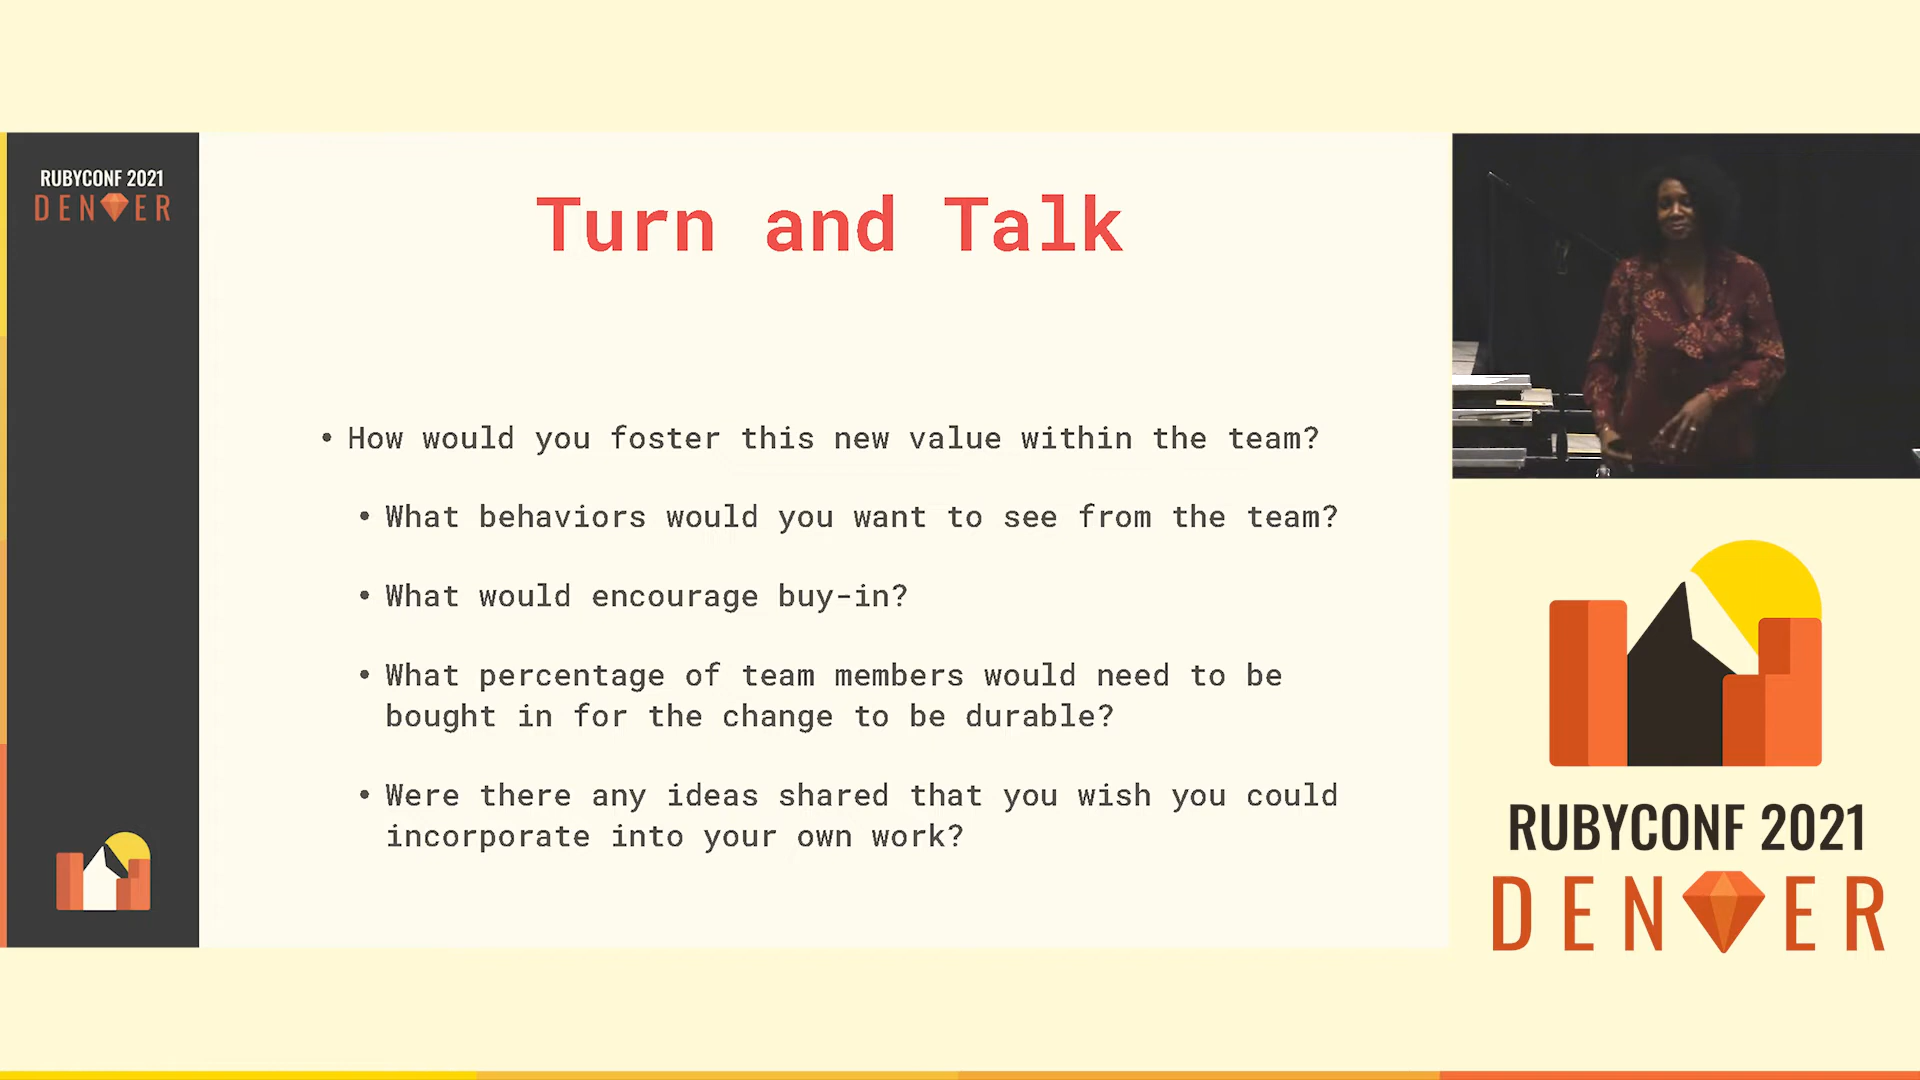 RUBYCONF 2021
DENVER
Turn and Talk
• How would you foster this new value within the team?
• What behaviors would you want to see from the team?
• What would encourage buy-in?
• What percentage of team members would need to be
bought in for the change to be durable?
• Were there any ideas shared that you wish you could
incorporate into your own work?
RUBYCONF 2021
DENVER